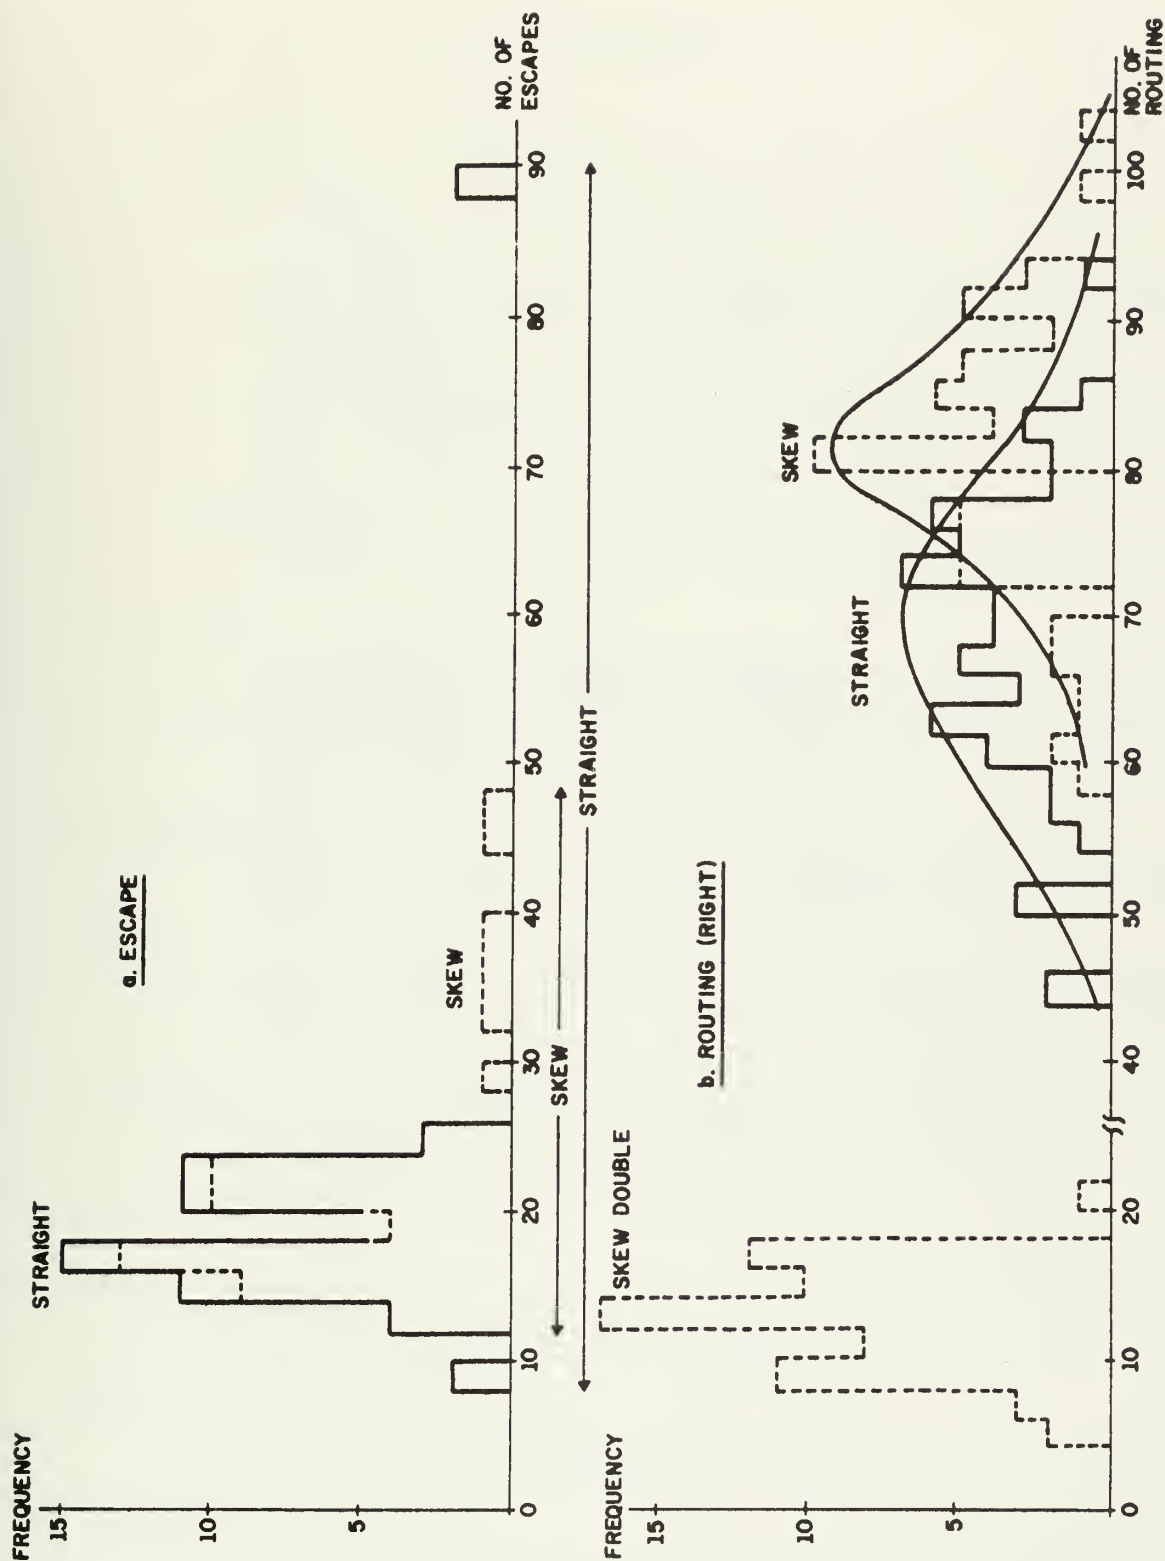 FREQUENCY
15
10
5
STRAIGHT
a. ESCAPE
SKEW
0
10
20
30
40
50
60
70
80
90
NO. OF
ESCAPES
SKEW
STRAIGHT
FREQUENCY
15
10
5
SKEW DOUBLE
b. ROUTING (RIGHT)
STRAIGHT
SKEW
0
10
20
40
50
60
70
80
90
100
NO. OF
ROUTING